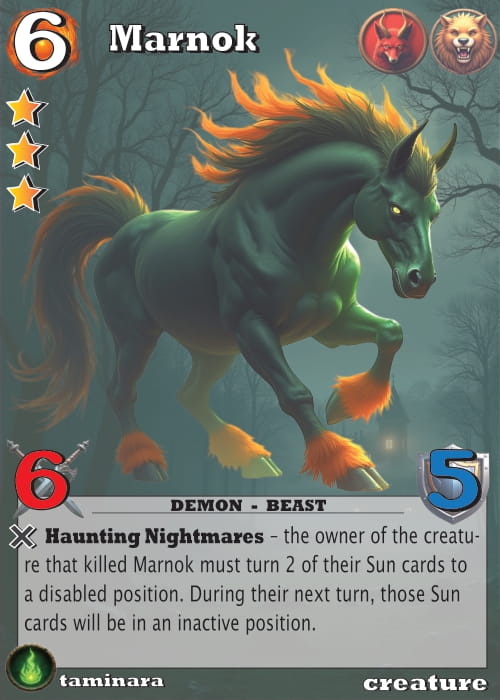 6
Marnok
6
5
DEMON - BEAST
Haunting Nightmares - the owner of the creatu-
re that killed Marnok must turn 2 of their Sun cards to
a disabled position. During their next turn, those Sun
cards will be in an inactive position.
taminara
creature